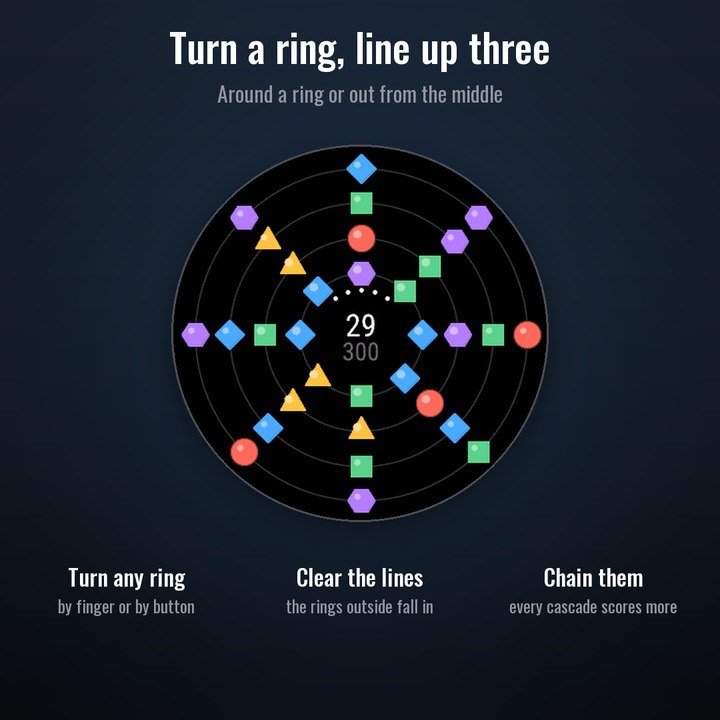 Turn a ring, line up three
Around a ring or out from the middle
29
300
Turn any ring
by finger or by button
Clear the lines
the rings outside fall in
Chain them
every cascade scores more